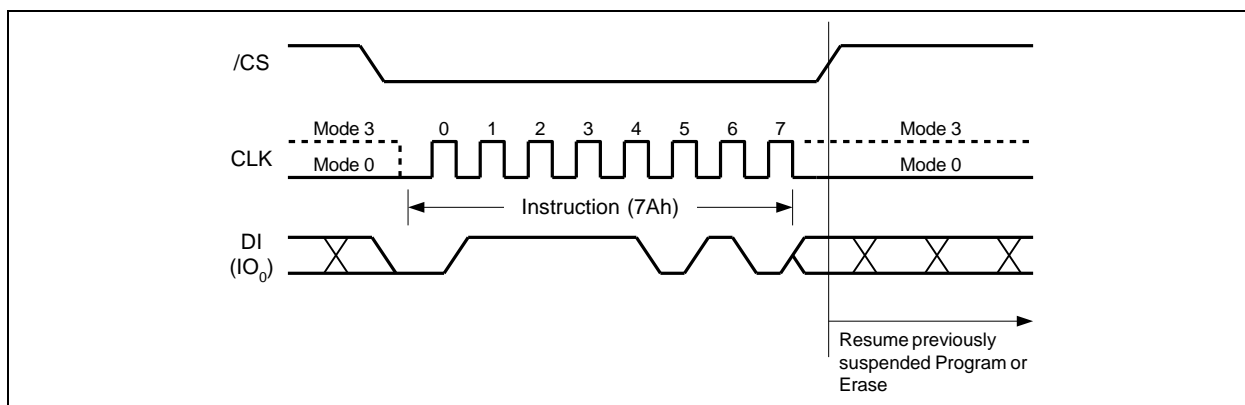 /CS
Mode 3
0 1 2 3 4 5 6 7
Mode 3
CLK
Mode 0
Mode 0
Instruction (7Ah)
DI
(IO0)
Resume previously
suspended Program or
Erase